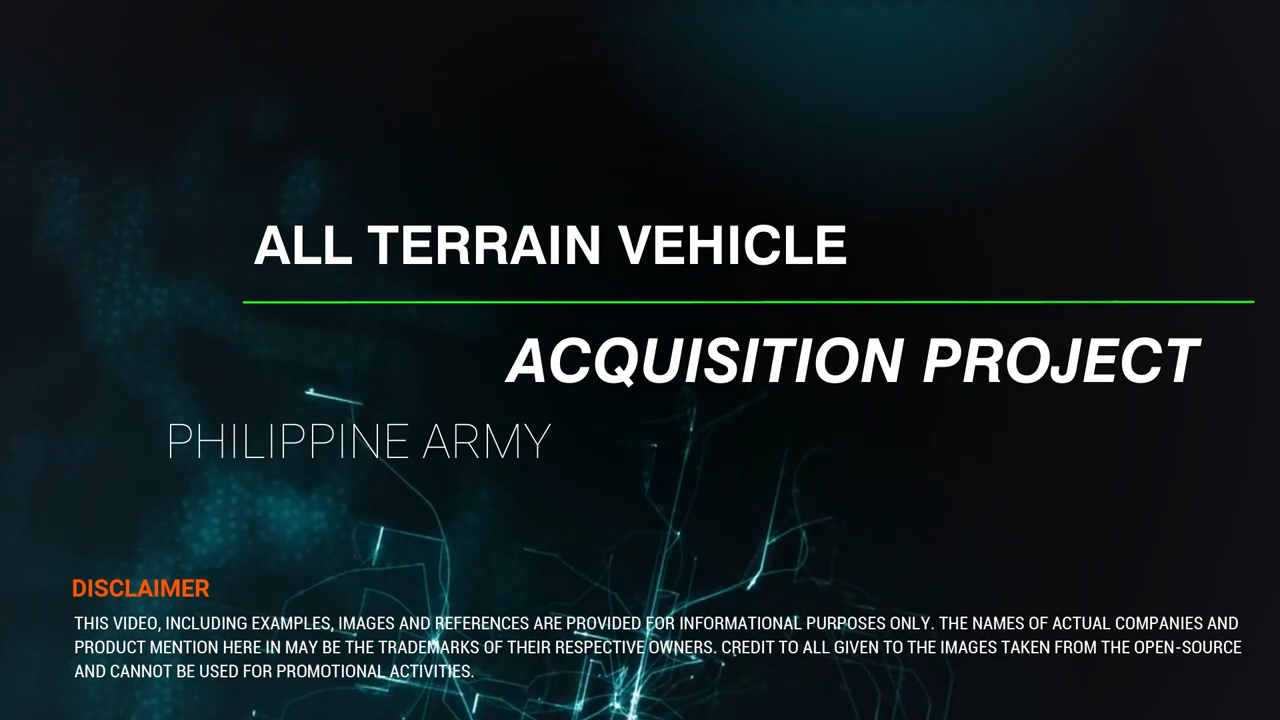 ALL TERRAIN VEHICLE
ACQUISITION PROJECT
PHILIPPINE ARMY
DISCLAIMER
THIS VIDEO, INCLUDING EXAMPLES, IMAGES AND REFERENCES ARE PROVIDED FOR INFORMATIONAL PURPOSES ONLY. THE NAMES OF ACTUAL COMPANIES AND
PRODUCT MENTION HERE IN MAY BE THE TRADEMARKS OF THEIR RESPECTIVE OWNERS. CREDIT TO ALL GIVEN TO THE IMAGES TAKEN FROM THE OPEN-SOURCE
AND CANNOT BE USED FOR PROMOTIONAL ACTIVITIES.